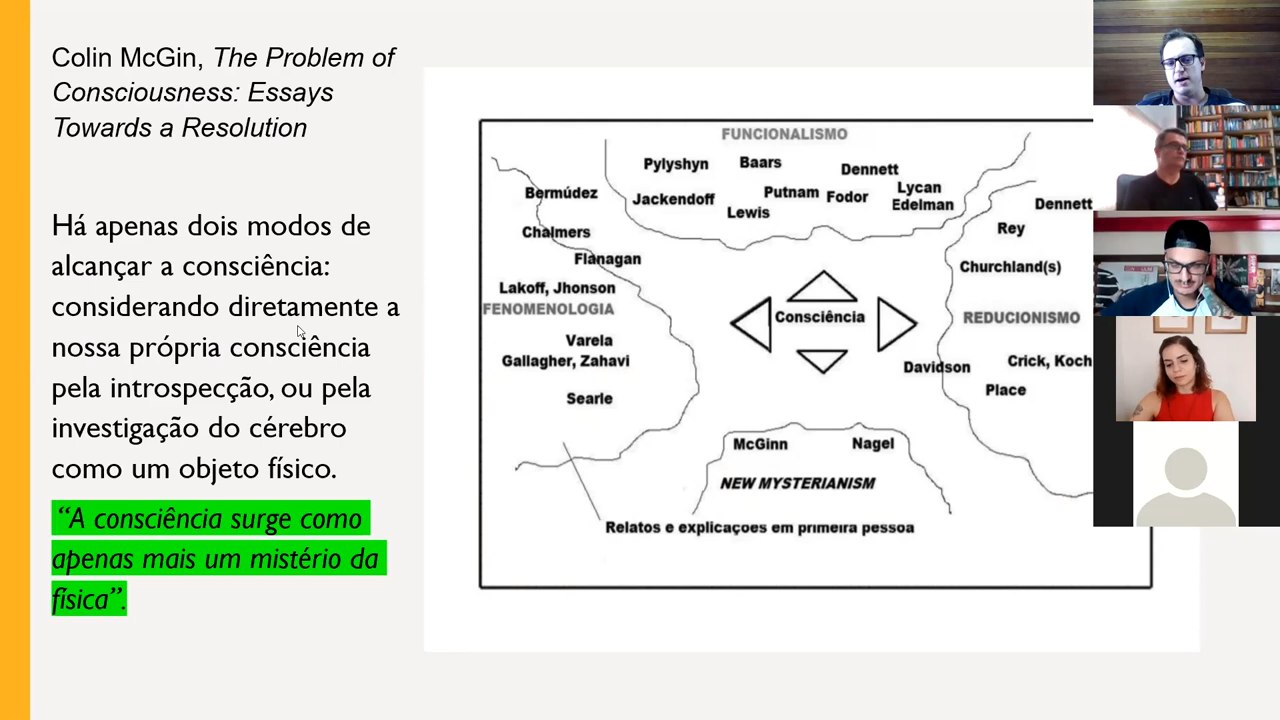 Colin McGin, The Problem of
Consciousness: Essays
Towards a Resolution
Há apenas dois modos de
alcançar a consciência:
considerando diretamente a
nossa própria consciência
pela introspecção, ou pela
investigação do cérebro
como um objeto físico.
“A consciência surge como
apenas mais um mistério da
física”.
FUNCIONALISMO
Pylyshyn
Baars
Dennett
Jackendoff
Putnam
Fodor
Lycan
Edelman
Lewis
Bermúdez
Chalmers
Flanagan
Lakoff, Jhonson
FENOMENOLOGIA
Varela
Gallagher, Zahavi
Searle
Consciência
Dennett
Rey
Churchland(s)
REDUCIONISMO
Davidson
Crick, Koch
Place
McGinn
Nagel
NEW MYSTERIANISM
Relatos e explicações em primeira pessoa